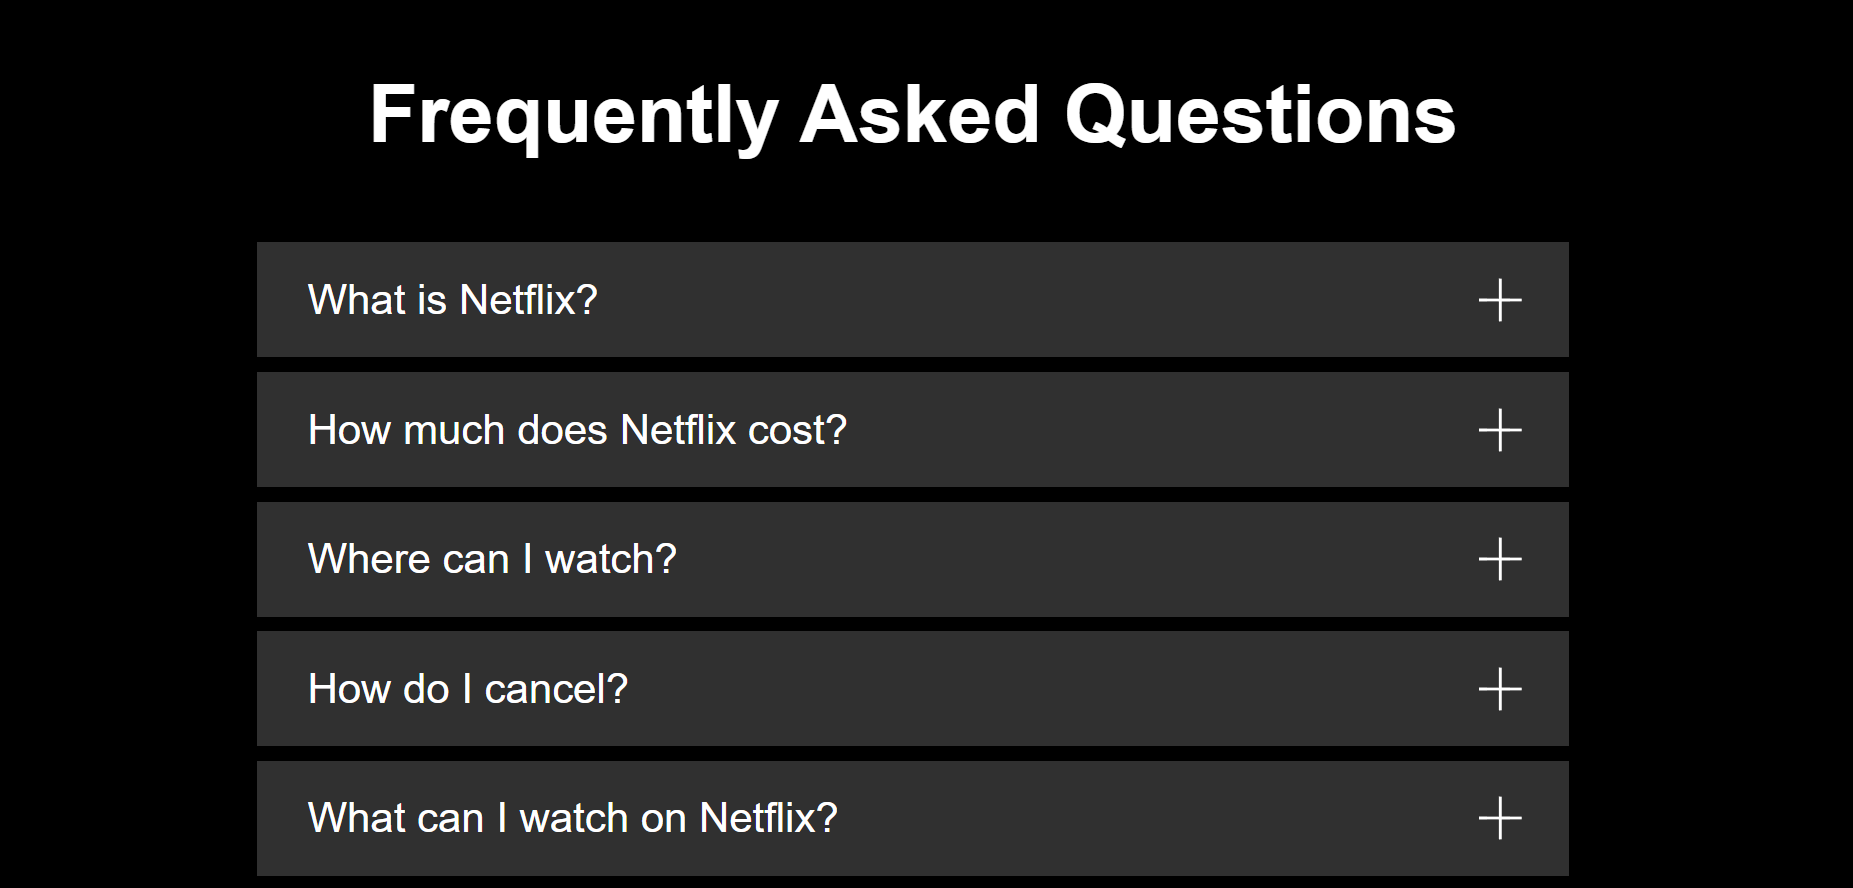 Frequently Asked Questions
What is Netflix?
How much does Netflix cost?
Where can I watch?
How do I cancel?
What can I watch on Netflix?